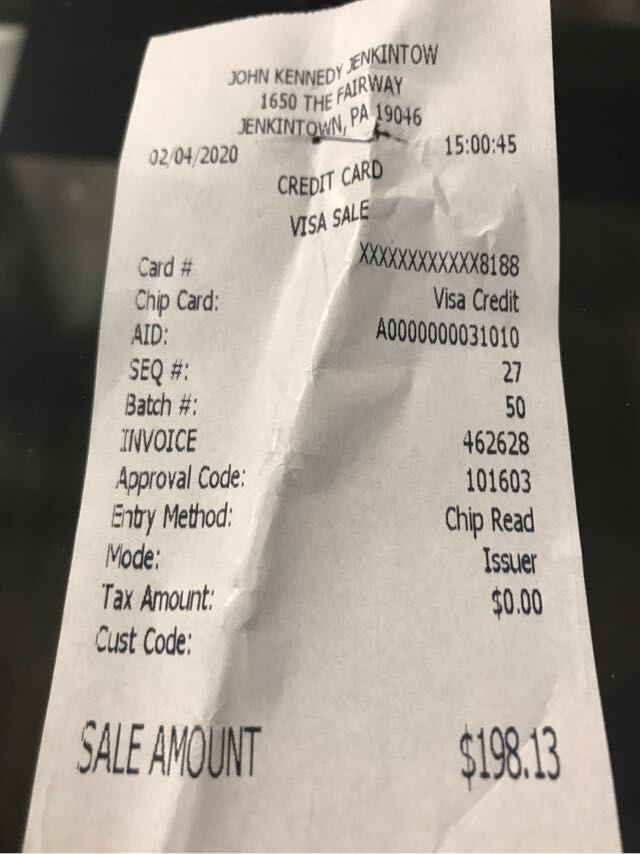 JOHN KENNEDY JENKINTOW
1650 THE FAIRWAY
JENKINTOWN, PA 19046
02/04/2020 15:00:45
CREDIT CARD
VISA SALE
Card # XXXXXXXXXXXX8188
Chip Card: Visa Credit
AID: A0000000031010
SEQ #: 27
Batch #: 50
INVOICE 462628
Approval Code: 101603
Entry Method: Chip Read
Mode: Issuer
Tax Amount: $0.00
Cust Code:
SALE AMOUNT $198.13